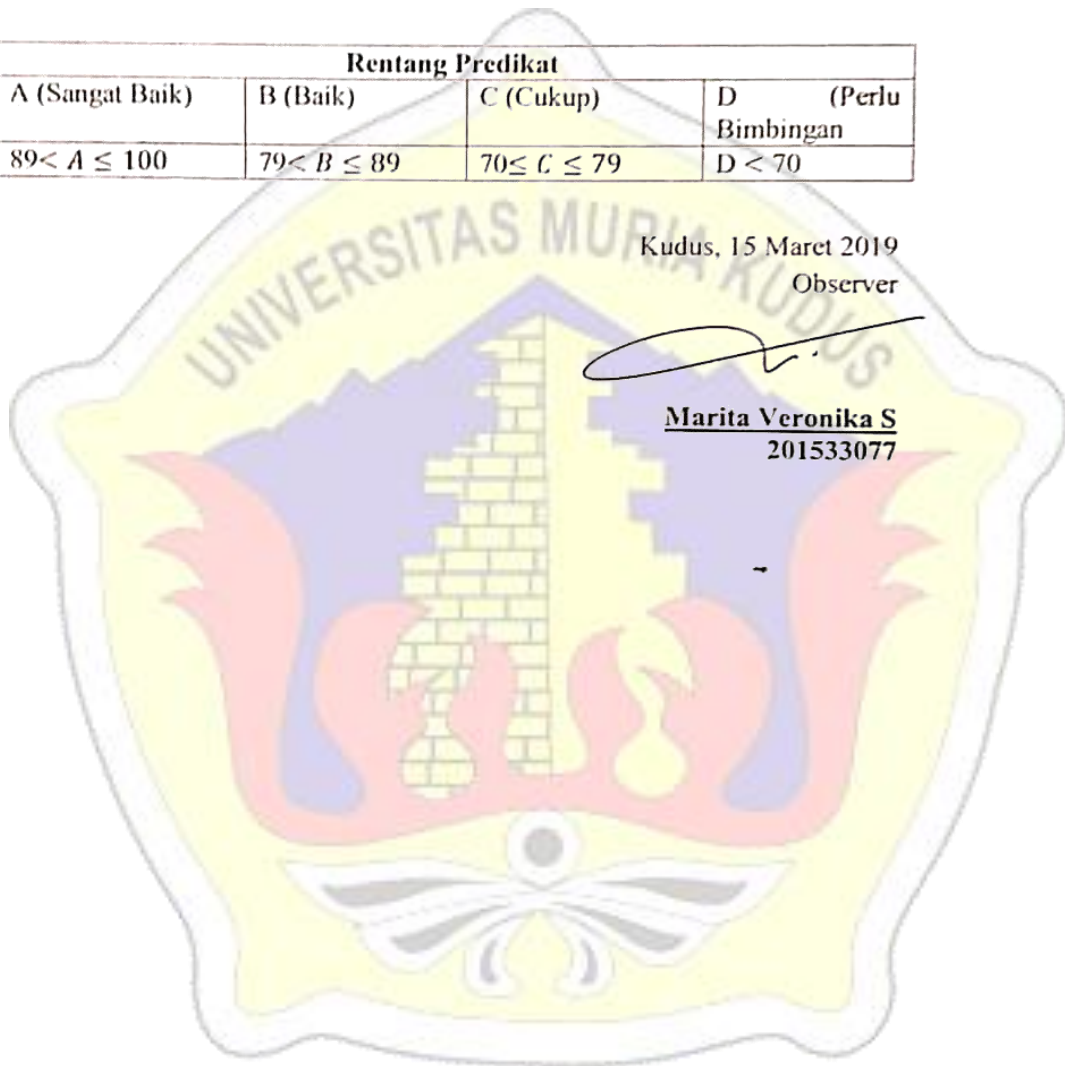 Rentang Predikat
A (Sangat Baik) B (Baik) C (Cukup) D (Perlu
Bimbingan
89< A ≤ 100 79< B ≤ 89 70≤ C ≤ 79 D < 70
UNIVERSITAS MURIA KUDUS
Kudus, 15 Maret 2019
Observer
Marita Veronika S
201533077